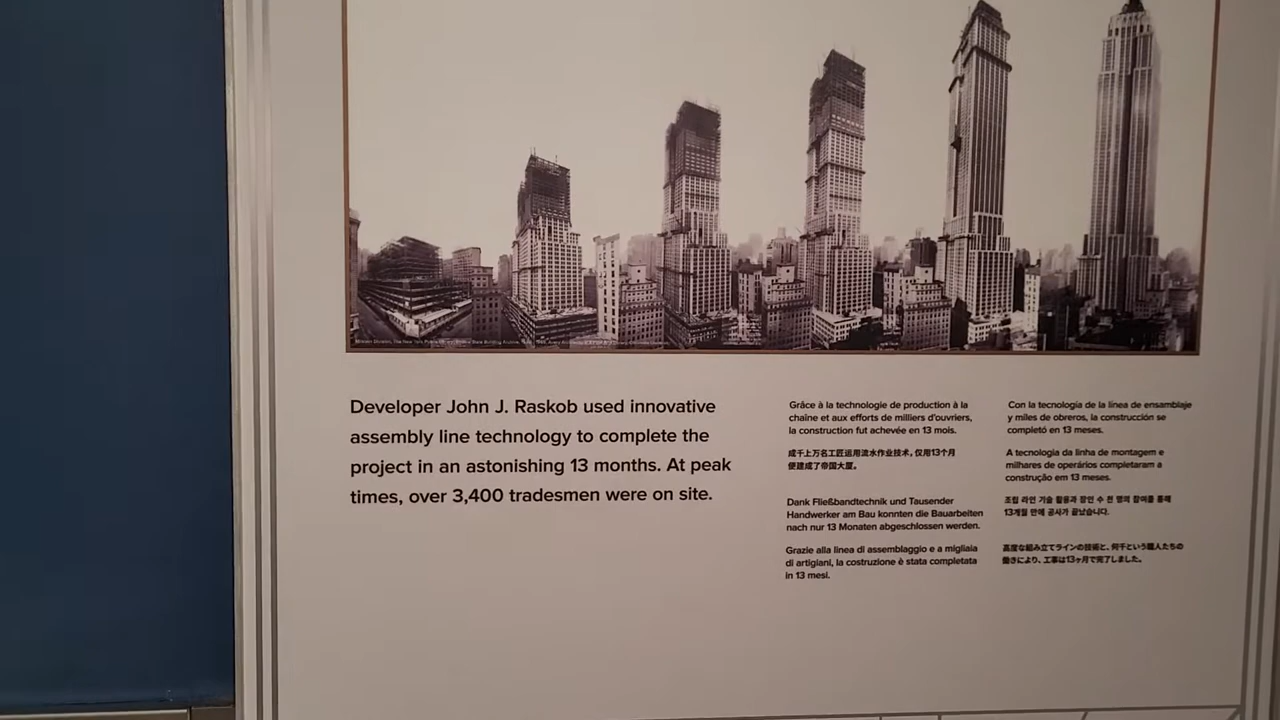 Developer John J. Raskob used innovative
assembly line technology to complete the
project in an astonishing 13 months. At peak
times, over 3,400 tradesmen were on site.
Grâce à la technologie de production à la
chaîne et aux efforts de milliers d'ouvriers,
la construction fut achevée en 13 mois.
成千上万名工匠运用流水作业技术，仅用13个月
便建成了帝国大厦。
Dank Fließbandtechnik und Tausender
Handwerker am Bau konnten die Bauarbeiten
nach nur 13 Monaten abgeschlossen werden.
Grazie alla linea di assemblaggio e a migliaia
di artigiani, la costruzione è stata completata
in 13 mesi.
Con la tecnología de la línea de ensamblaje
y miles de obreros, la construcción se
completó en 13 meses.
A tecnologia da linha de montagem e
milhares de operários completaram a
construção em 13 meses.
조립 라인 기술 활용과 장인 수 천 명의 참여를 통해
13개월 만에 공사가 끝났습니다.
高度な組み立てラインの技術と、何千という職人たちの
働きにより、工事は13ヶ月で完了しました。